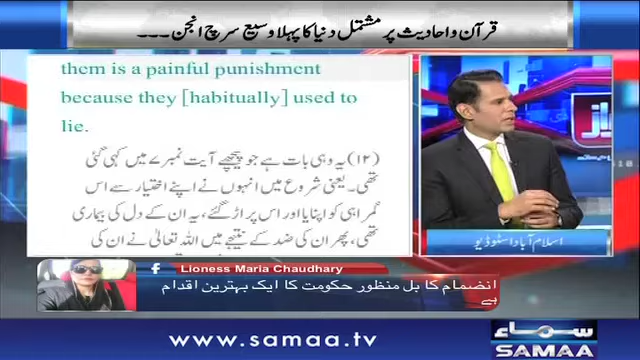 قرآن و احادیث پر مشتمل دنیا کا پہلا وسیع سرچ انجن ...
them is a painful punishment
because they [habitually] used to
lie.
(۱۲) یہ وہی بات ہے جو پیچھے آیت نمبر ۷ میں کہی گئی
تھی۔ یعنی شروع میں انہوں نے اپنے اختیار سے اس
گمراہی کو اپنایا اور اس پر اڑ گئے، یہ ان کے دل کی بیماری
تھی، پھر ان کی ضد کے نتیجے میں اللہ تعالیٰ نے ان کی
اسلام آباد اسٹوڈیو
f Lioness Maria Chaudhary
انضمام کا بل منظور حکومت کا ایک بہترین اقدام
ہے
www.samaa.tv
سماء
SAMAA